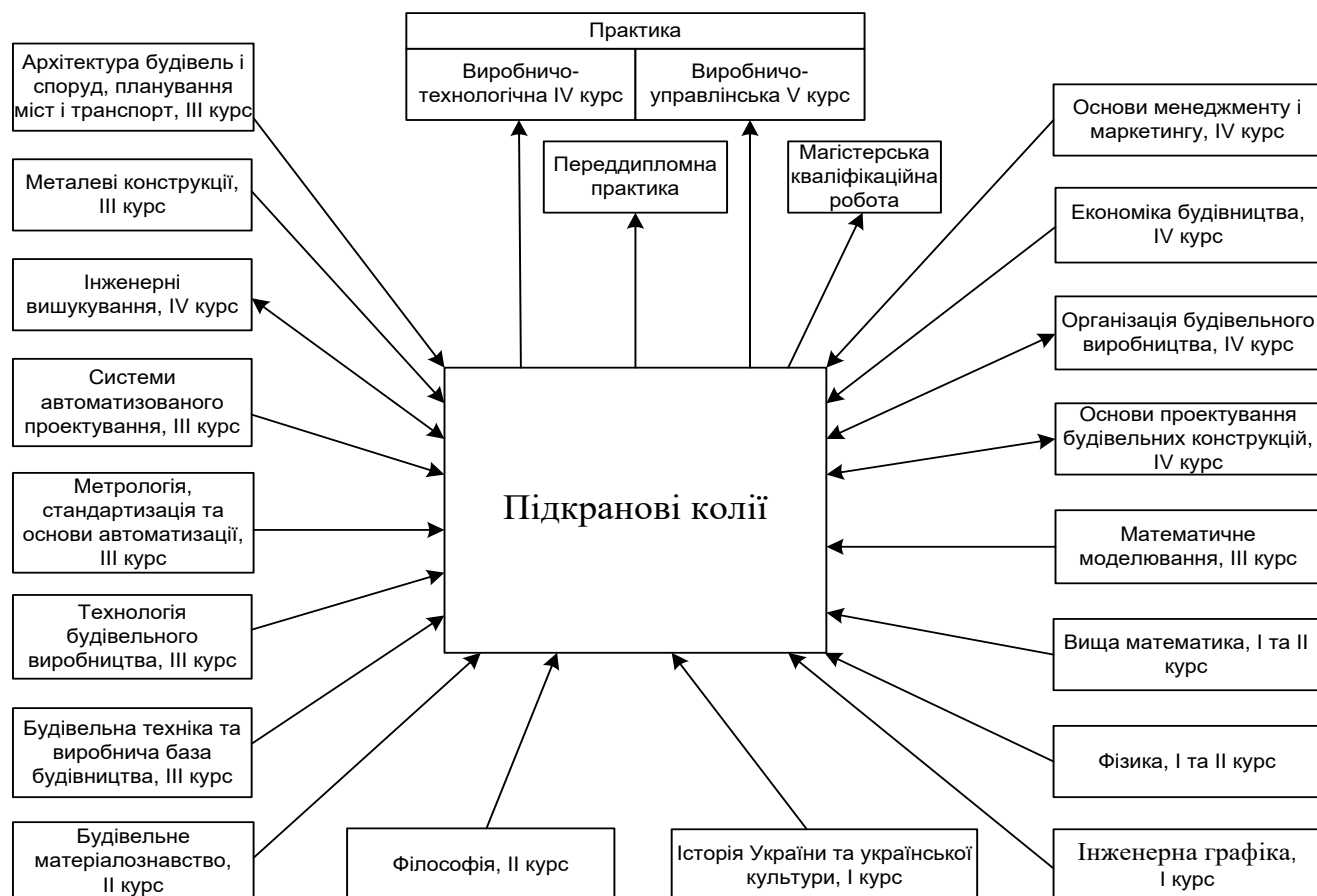 Практика
Виробничо-
технологічна IV курс
Виробничо-
управлінська V курс
Переддипломна
практика
Магістерська
кваліфікаційна
робота
Архітектура будівель і
споруд, планування
міст і транспорт, III курс
Металеві конструкції,
III курс
Інженерні
вишукування, IV курс
Системи
автоматизованого
проектування, III курс
Метрологія,
стандартизація та
основи автоматизації,
III курс
Технологія
будівельного
виробництва, III курс
Будівельна техніка та
виробнича база
будівництва, III курс
Будівельне
матеріалознавство,
II курс
Підкранові колії
Філософія, II курс
Історія України та української
культури, I курс
Основи менеджменту і
маркетингу, IV курс
Економіка будівництва,
IV курс
Організація будівельного
виробництва, IV курс
Основи проектування
будівельних конструкцій,
IV курс
Математичне
моделювання, III курс
Вища математика, I та II
курс
Фізика, I та II курс
Інженерна графіка,
I курс